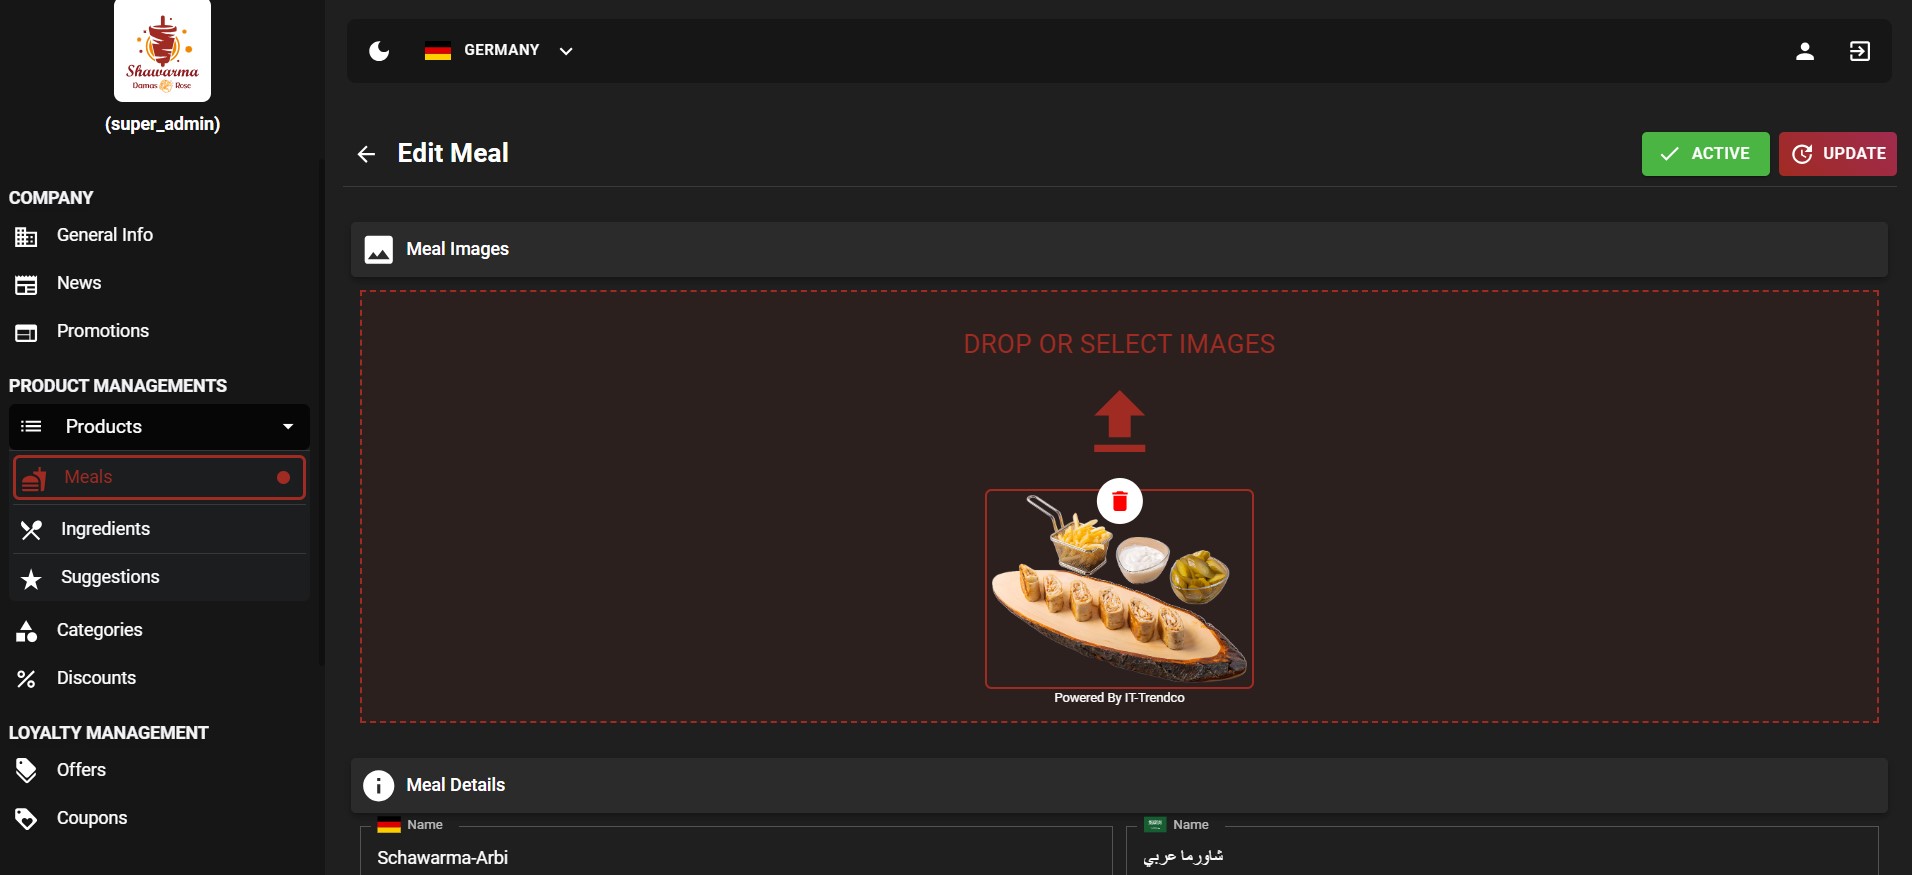 Shawarma
Damas Rose
(super_admin)
COMPANY
General Info
News
Promotions
PRODUCT MANAGEMENTS
Products
Meals
Ingredients
Suggestions
Categories
Discounts
LOYALTY MANAGEMENT
Offers
Coupons
GERMANY
Edit Meal
ACTIVE
UPDATE
Meal Images
DROP OR SELECT IMAGES
Powered By IT-Trendco
Meal Details
Name
Schawarma-Arbi
Name
شاورما عربي